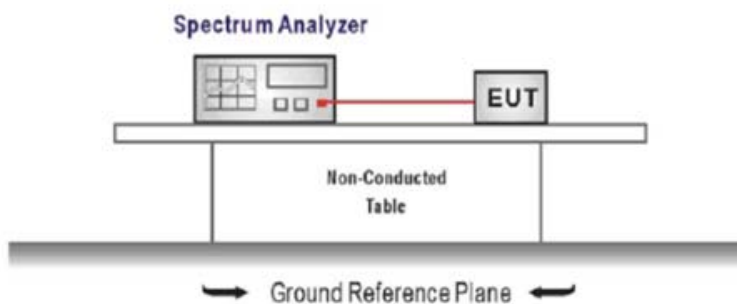 Spectrum Analyzer
EUT
Non-Conducted
Table
Ground Reference Plane